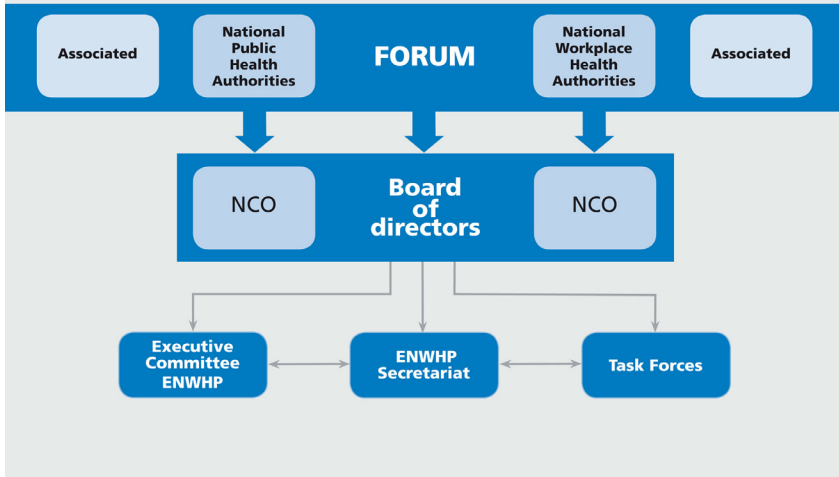 Associated
National
Public
Health
Authorities
FORUM
National
Workplace
Health
Authorities
Associated
NCO
Board
of
directors
NCO
Executive
Committee
ENWHP
ENWHP
Secretariat
Task Forces